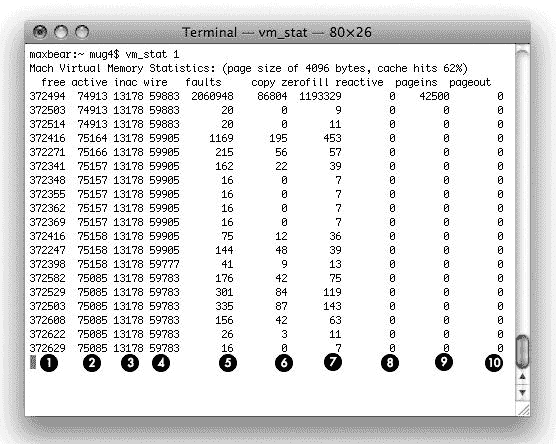 Terminal — vm_stat — 80×26
maxbear:~ mug4$ vm_stat 1
Mach Virtual Memory Statistics: (page size of 4096 bytes, cache hits 62%)
free active inac wire faults copy zerofill reactive pageins pageout
372494 74913 13178 59883 2060948 86804 1193329 0 42500 0
372503 74913 13178 59883 20 0 9 0 0 0
372514 74913 13178 59883 20 0 11 0 0 0
372416 75164 13178 59905 1169 195 453 0 0 0
372271 75166 13178 59905 215 56 57 0 0 0
372341 75157 13178 59905 162 22 39 0 0 0
372348 75157 13178 59905 16 0 7 0 0 0
372355 75157 13178 59905 16 0 7 0 0 0
372362 75157 13178 59905 16 0 7 0 0 0
372369 75157 13178 59905 16 0 7 0 0 0
372416 75158 13178 59905 75 12 36 0 0 0
372247 75158 13178 59905 144 48 39 0 0 0
372398 75158 13178 59777 41 9 13 0 0 0
372582 75085 13178 59783 176 42 75 0 0 0
372529 75085 13178 59783 301 84 119 0 0 0
372503 75085 13178 59783 335 87 143 0 0 0
372608 75085 13178 59783 156 42 63 0 0 0
372622 75085 13178 59783 26 3 11 0 0 0
372629 75085 13178 59783 16 0 7 0 0 0
1 2 3 4 5 6 7 8 9 10